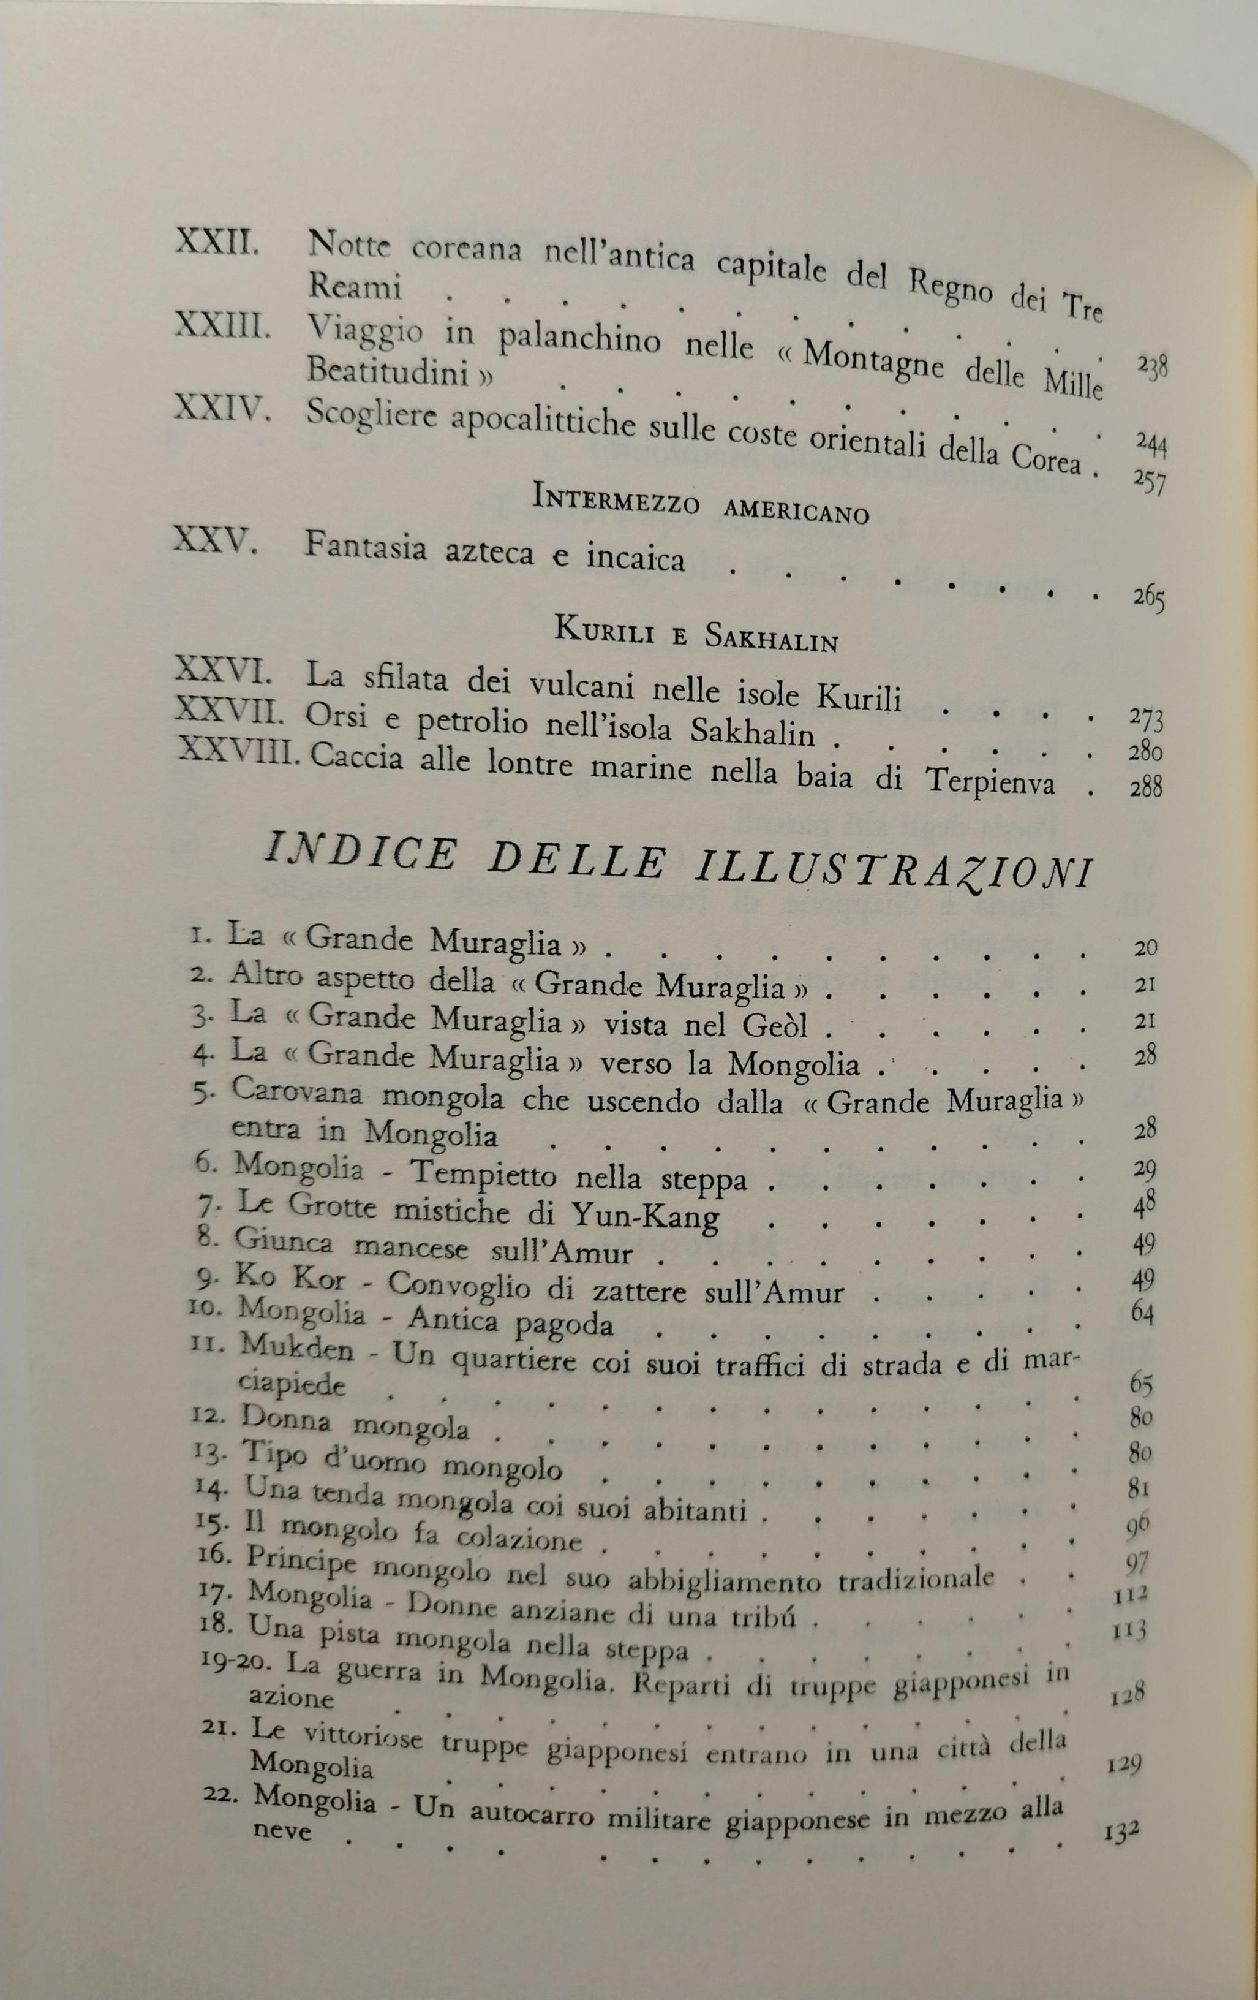 XXII. Notte coreana nell'antica capitale del Regno dei Tre
Reami . . . . . . . . . . . . 238
XXIII. Viaggio in palanchino nelle « Montagne delle Mille
Beatitudini » . . . . . . . . . . 244
XXIV. Scogliere apocalittiche sulle coste orientali della Corea . 257
INTERMEZZO AMERICANO
XXV. Fantasia azteca e incaica . . . . . . . . 265
KURILI E SAKHALIN
XXVI. La sfilata dei vulcani nelle isole Kurili . . . . 273
XXVII. Orsi e petrolio nell'isola Sakhalin . . . . . . 280
XXVIII. Caccia alle lontre marine nella baia di Terpienva . 288
INDICE DELLE ILLUSTRAZIONI
1. La « Grande Muraglia » . . . . . . . . . . 20
2. Altro aspetto della « Grande Muraglia » . . . . . . 21
3. La « Grande Muraglia » vista nel Geòl . . . . . . 21
4. La « Grande Muraglia » verso la Mongolia . . . . . 28
5. Carovana mongola che uscendo dalla « Grande Muraglia »
entra in Mongolia . . . . . . . . . . . 28
6. Mongolia - Tempietto nella steppa . . . . . . . 29
7. Le Grotte mistiche di Yun-Kang . . . . . . . 48
8. Giunca mancese sull'Amur . . . . . . . . . 49
9. Ko Kor - Convoglio di zattere sull'Amur . . . . . 49
10. Mongolia - Antica pagoda . . . . . . . . . 64
11. Mukden - Un quartiere coi suoi traffici di strada e di mar-
ciapiede . . . . . . . . . . . . . . 65
12. Donna mongola . . . . . . . . . . . . 80
13. Tipo d'uomo mongolo . . . . . . . . . . 80
14. Una tenda mongola coi suoi abitanti . . . . . . . 81
15. Il mongolo fa colazione . . . . . . . . . . 96
16. Principe mongolo nel suo abbigliamento tradizionale . . 97
17. Mongolia - Donne anziane di una tribú . . . . . . 112
18. Una pista mongola nella steppa . . . . . . . . 113
19-20. La guerra in Mongolia. Reparti di truppe giapponesi in
azione . . . . . . . . . . . . . . 128
21. Le vittoriose truppe giapponesi entrano in una città della
Mongolia . . . . . . . . . . . . . 129
22. Mongolia - Un autocarro militare giapponese in mezzo alla
neve . . . . . . . . . . . . . . 132